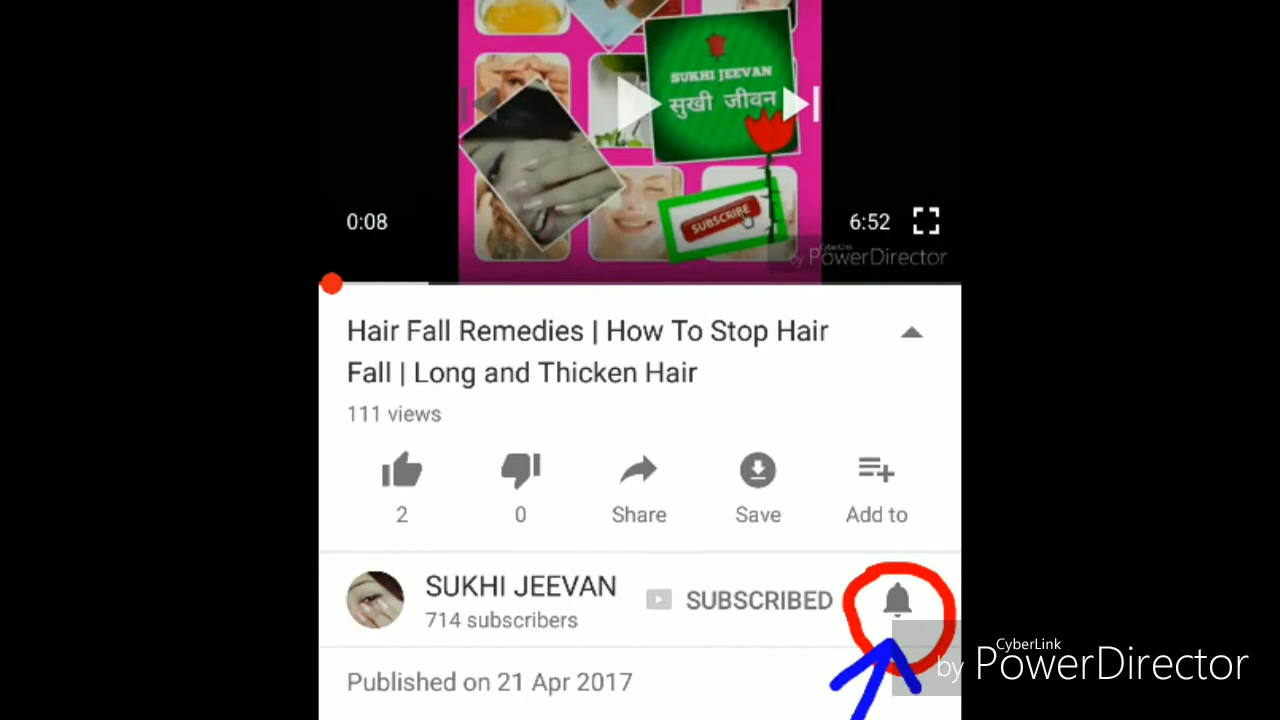 SUKHI JEEVAN
सुखी जीवन
SUBSCRIBE
0:08
6:52
CyberLink
by PowerDirector
Hair Fall Remedies | How To Stop Hair
Fall | Long and Thicken Hair
111 views
2
0
Share
Save
Add to
SUKHI JEEVAN
714 subscribers
SUBSCRIBED
Published on 21 Apr 2017
CyberLink
by PowerDirector